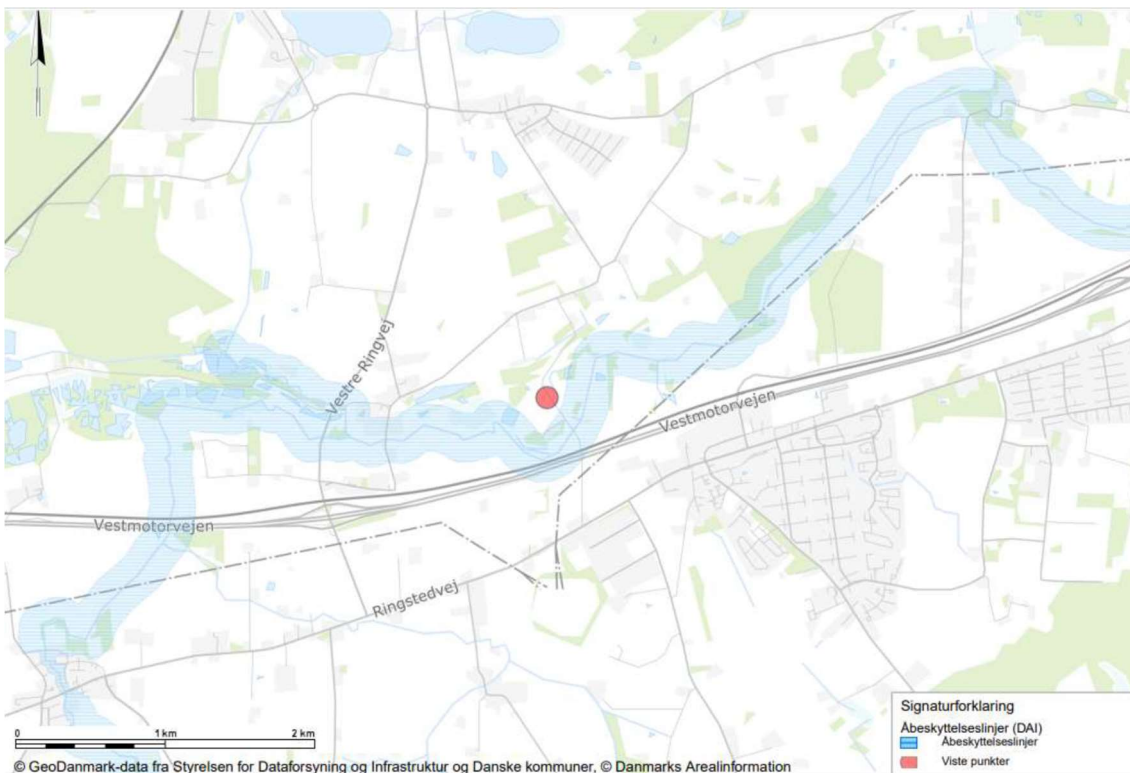 Vestre Ringvej
Vestmotorvejen
Vestmotorvejen
Ringstedvej
0 1 km 2 km
Signaturforklaring
Åbeskyttelseslinjer (DAI)
Åbeskyttelseslinjer
Viste punkter
© GeoDanmark-data fra Styrelsen for Dataforsyning og Infrastruktur og Danske kommuner, © Danmarks Arealinformation